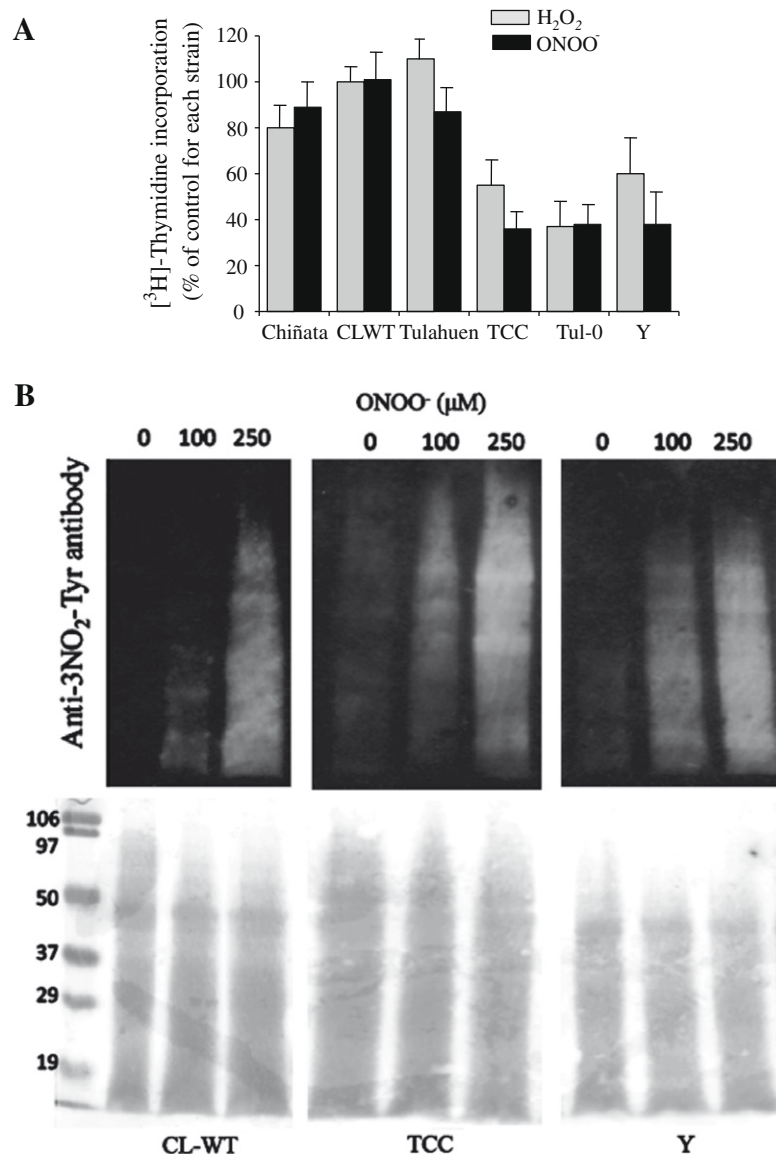 A
H₂O₂
ONOO⁻
[³H]-Thymidine incorporation
(% of control for each strain)
120
100
80
60
40
20
0
Chiñata CLWT Tulahuen TCC Tul-0 Y
B
ONOO⁻ (µM)
0 100 250 0 100 250 0 100 250
Anti-3NO₂-Tyr antibody
106
97
50
37
29
19
CL-WT TCC Y